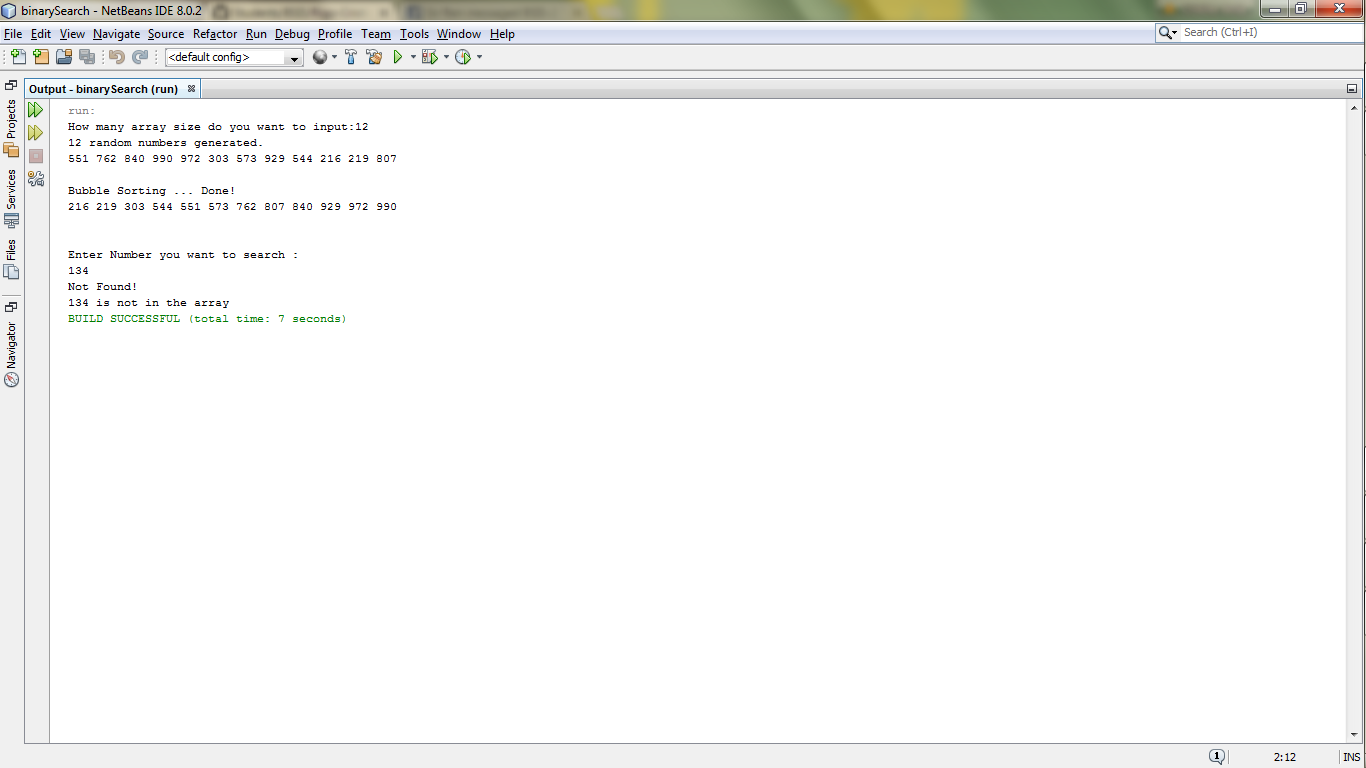 binarySearch - NetBeans IDE 8.0.2
File Edit View Navigate Source Refactor Run Debug Profile Team Tools Window Help
Search (Ctrl+I)
<default config>
Output - binarySearch (run)
Projects
Services
Files
Navigator
run:
How many array size do you want to input:12
12 random numbers generated.
551 762 840 990 972 303 573 929 544 216 219 807
Bubble Sorting ... Done!
216 219 303 544 551 573 762 807 840 929 972 990
Enter Number you want to search :
134
Not Found!
134 is not in the array
BUILD SUCCESSFUL (total time: 7 seconds)
1
2:12
INS